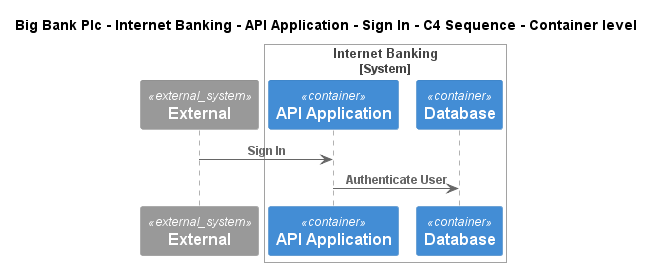 Big Bank Plc - Internet Banking - API Application - Sign In - C4 Sequence - Container level
Internet Banking
[System]
«external_system» «container» «container»
External API Application Database
Sign In
Authenticate User
«external_system» «container» «container»
External API Application Database